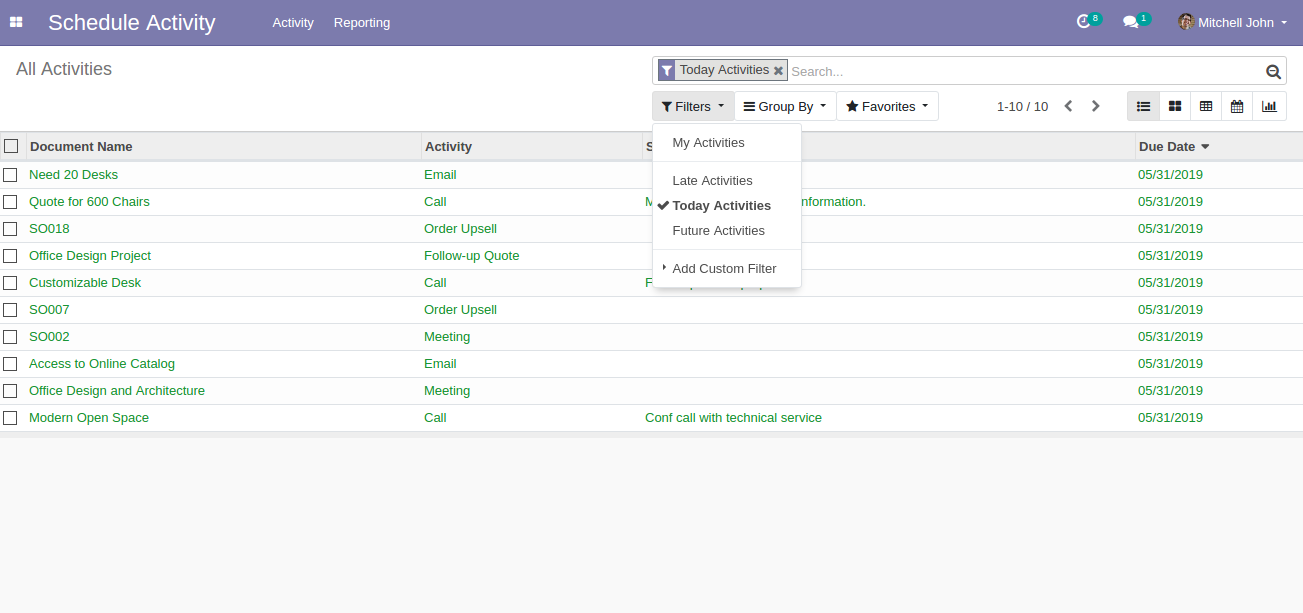 Schedule Activity Activity Reporting 8 1 Mitchell John
All Activities
Today Activities Search...
Filters Group By Favorites 1-10 / 10
My Activities
Late Activities
Today Activities
Future Activities
Add Custom Filter
Document Name Activity Due Date
Need 20 Desks Email 05/31/2019
Quote for 600 Chairs Call 05/31/2019
SO018 Order Upsell 05/31/2019
Office Design Project Follow-up Quote 05/31/2019
Customizable Desk Call 05/31/2019
SO007 Order Upsell 05/31/2019
SO002 Meeting 05/31/2019
Access to Online Catalog Email 05/31/2019
Office Design and Architecture Meeting 05/31/2019
Modern Open Space Call Conf call with technical service 05/31/2019